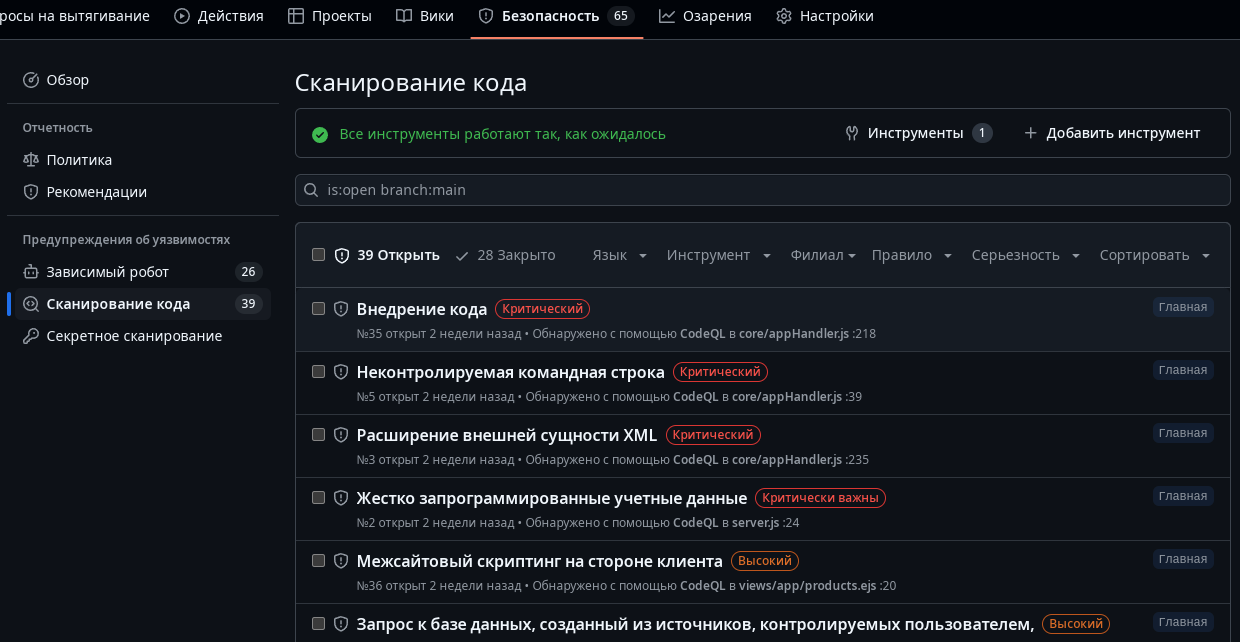 росы на вытягивание Действия Проекты Вики Безопасность 65 Озарения Настройки
Обзор
Отчетность
Политика
Рекомендации
Предупреждения об уязвимостях
Зависимый робот 26
Сканирование кода 39
Секретное сканирование
Сканирование кода
Все инструменты работают так, как ожидалось Инструменты 1 Добавить инструмент
is:open branch:main
39 Открыть 28 Закрыто Язык Инструмент Филиал Правило Серьезность Сортировать
Внедрение кода Критический Главная
№35 открыт 2 недели назад • Обнаружено с помощью CodeQL в core/appHandler.js :218
Неконтролируемая командная строка Критический Главная
№5 открыт 2 недели назад • Обнаружено с помощью CodeQL в core/appHandler.js :39
Расширение внешней сущности XML Критический Главная
№3 открыт 2 недели назад • Обнаружено с помощью CodeQL в core/appHandler.js :235
Жестко запрограммированные учетные данные Критически важны Главная
№2 открыт 2 недели назад • Обнаружено с помощью CodeQL в server.js :24
Межсайтовый скриптинг на стороне клиента Высокий Главная
№36 открыт 2 недели назад • Обнаружено с помощью CodeQL в views/app/products.ejs :20
Запрос к базе данных, созданный из источников, контролируемых пользователем, Высокий Главная